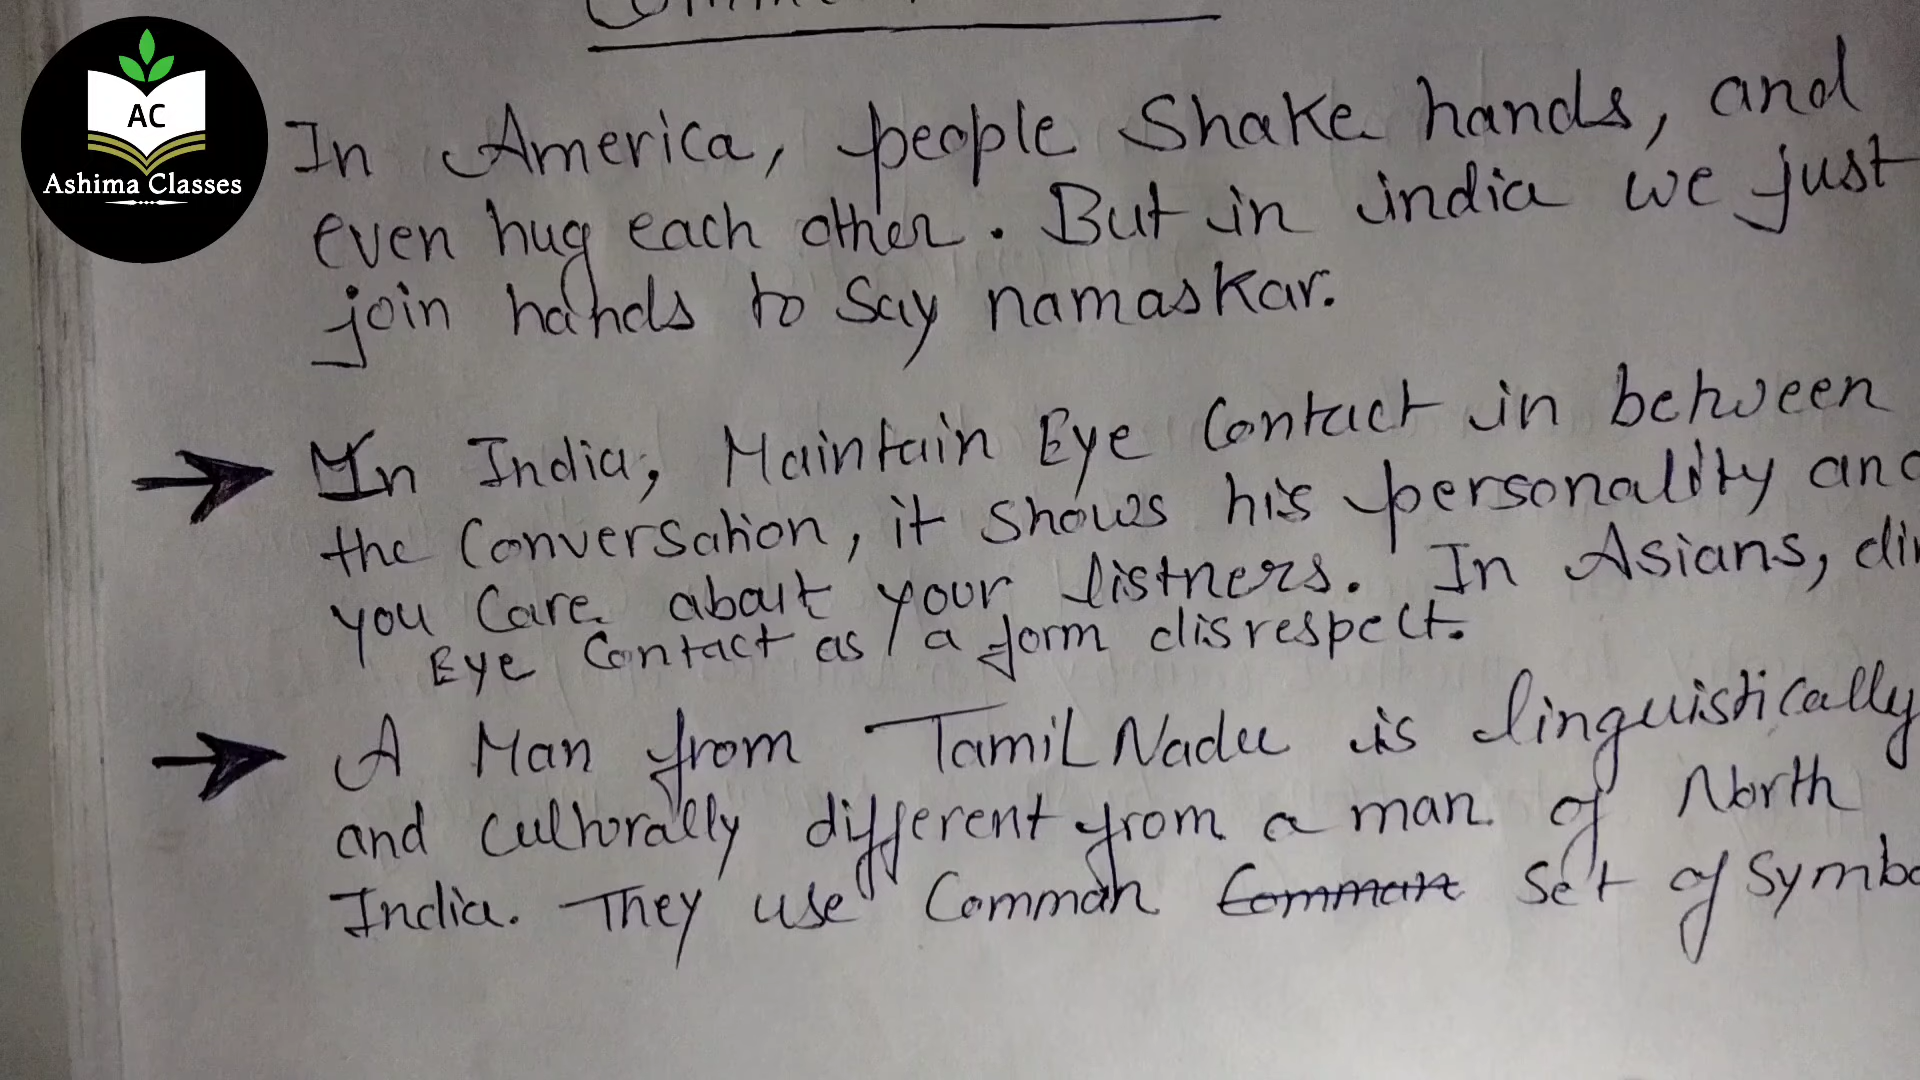 AC
Ashima Classes
In America, people Shake hands, and
even hug each other. But in india we just
join hands to Say namaskar.
→ In India, Maintain Eye Contact in between
the Conversation, it shows his personality and
you Care about your listners. In Asians,
Eye Contact as a form disrespect.
→ A Man from Tamil Nadu is linguistically
and culturally different from a man of North
India. They use Comman Comman Set of